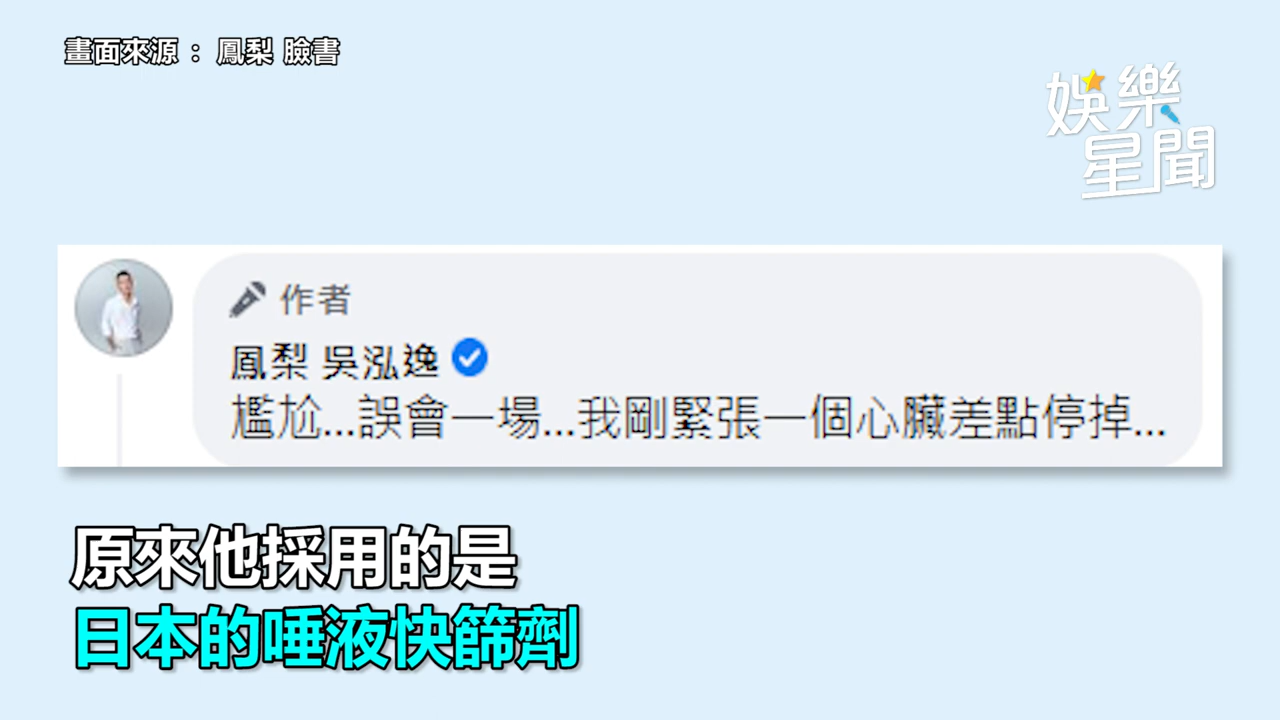 畫面來源 : 鳳梨 臉書
娛樂
星聞
作者
鳳梨 吳泓逸
尷尬...誤會一場...我剛緊張一個心臟差點停掉...
原來他採用的是
日本的唾液快篩劑